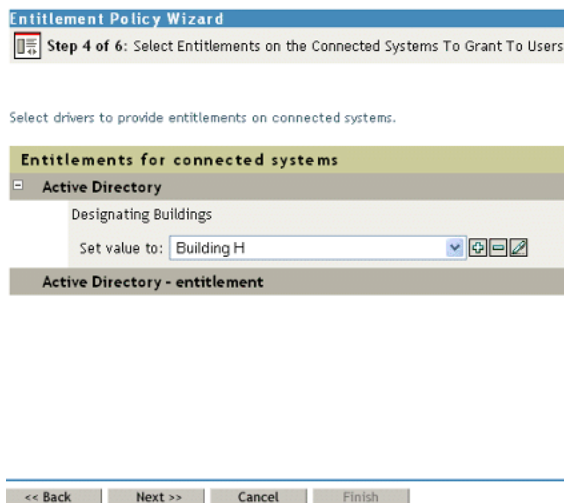 Entitlement Policy Wizard
Step 4 of 6: Select Entitlements on the Connected Systems To Grant To Users
Select drivers to provide entitlements on connected systems.
Entitlements for connected systems
Active Directory
Designating Buildings
Set value to: Building H
Active Directory - entitlement
<< Back Next >> Cancel Finish